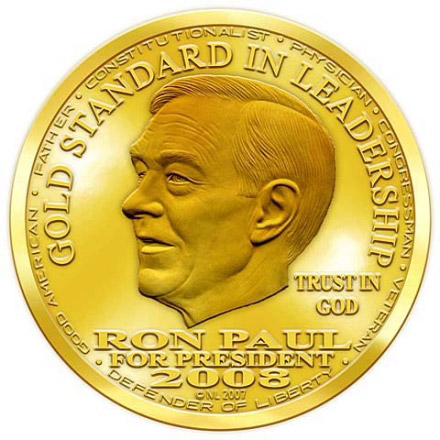 GOOD AMERICAN • FATHER • CONSTITUTIONALIST • PHYSICIAN • CONGRESSMAN • VETERAN •
GOLD STANDARD IN LEADERSHIP
TRUST IN
GOD
RON PAUL
FOR PRESIDENT
2008
© NL 2007
DEFENDER OF LIBERTY